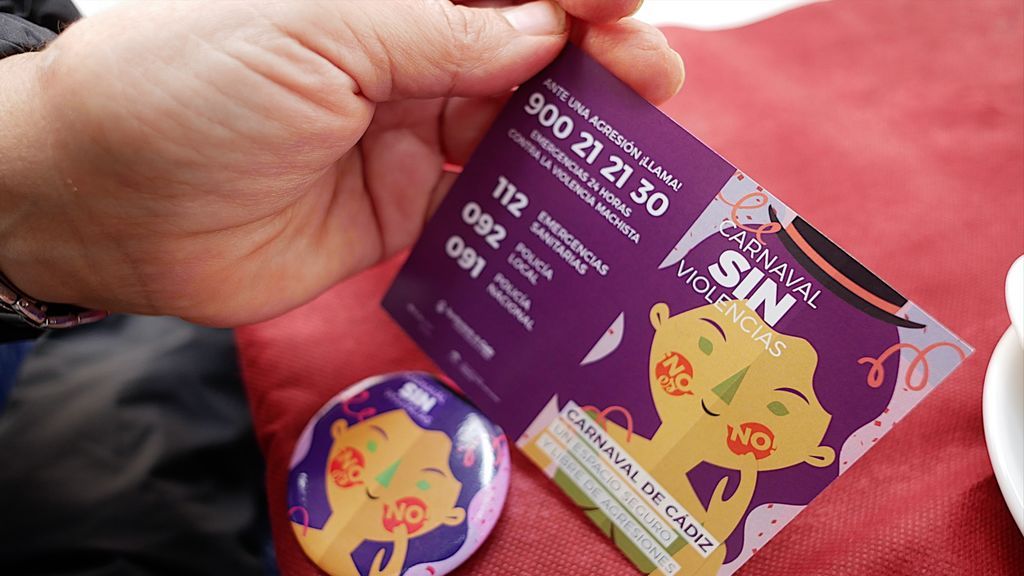 ANTE UNA AGRESIÓN ¡LLAMA!
900 21 21 30
EMERGENCIAS 24 HORAS
CONTRA LA VIOLENCIA MACHISTA
112 EMERGENCIAS
SANITARIAS
092 POLICÍA
LOCAL
091 POLICÍA
NACIONAL
CARNAVAL
SIN
VIOLENCIAS
NO
NO
CARNAVAL DE CÁDIZ
UN ESPACIO SEGURO
Y LIBRE DE AGRESIONES
SIN
NO
NO